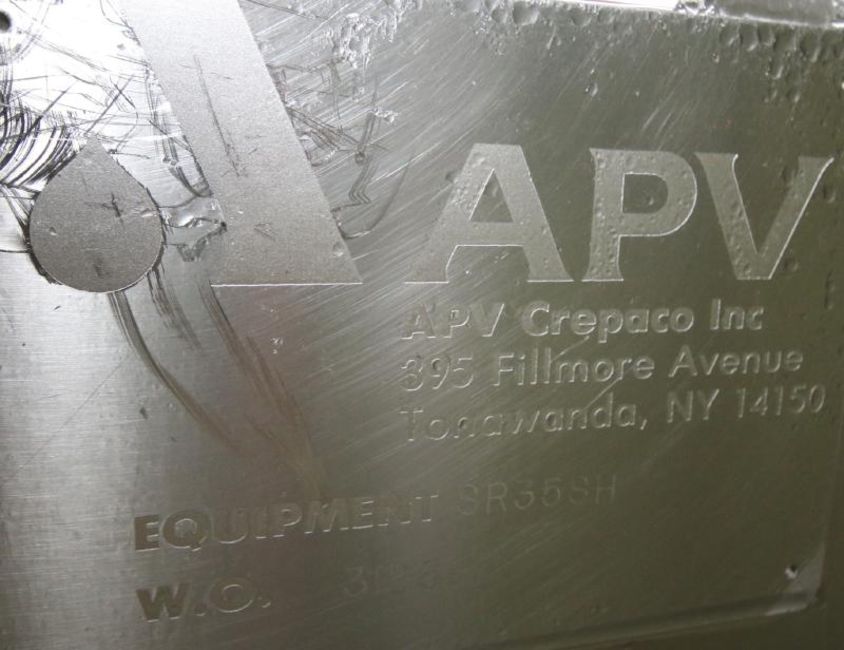 APV
APV Crepaco Inc
395 Fillmore Avenue
Tonawanda, NY 14150
EQUIPMENT SR35SH
W.O.